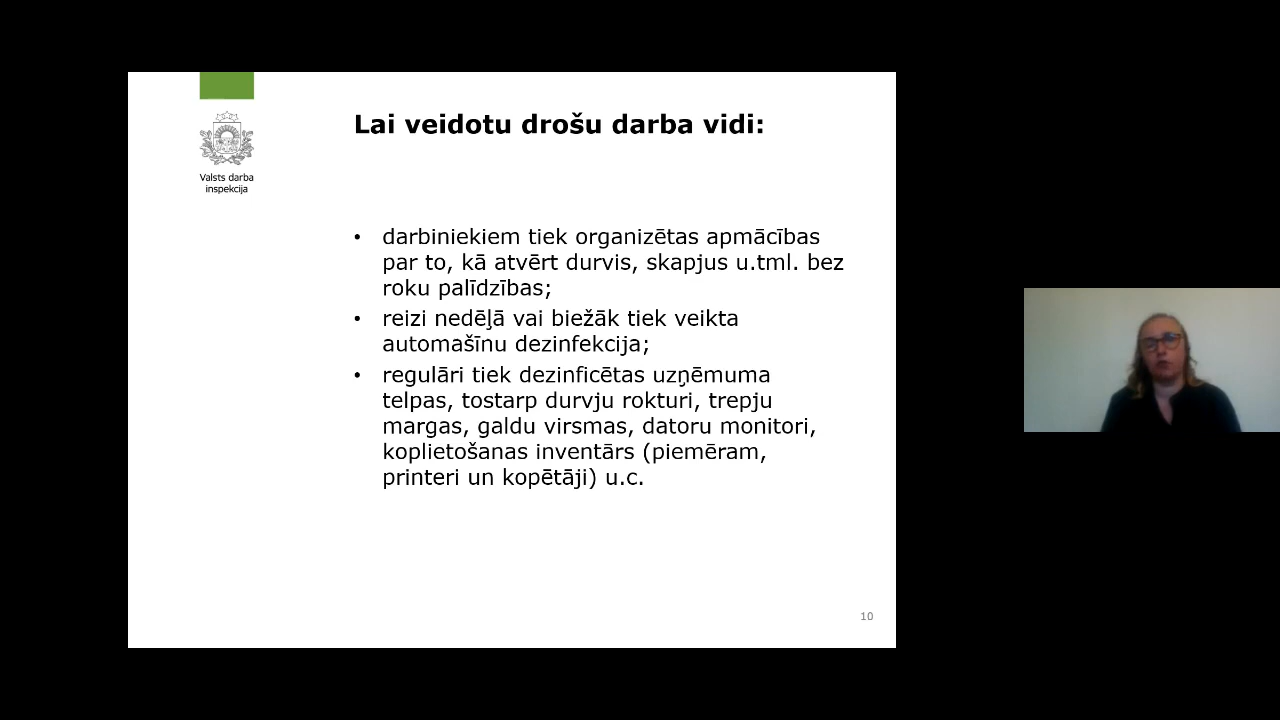 Lai veidotu drošu darba vidi:
Valsts darba
inspekcija
• darbiniekiem tiek organizētas apmācības
par to, kā atvērt durvis, skapjus u.tml. bez
roku palīdzības;
• reizi nedēļā vai biežāk tiek veikta
automašīnu dezinfekcija;
• regulāri tiek dezinficētas uzņēmuma
telpas, tostarp durvju rokturi, trepju
margas, galdu virsmas, datoru monitori,
koplietošanas inventārs (piemēram,
printeri un kopētāji) u.c.
10